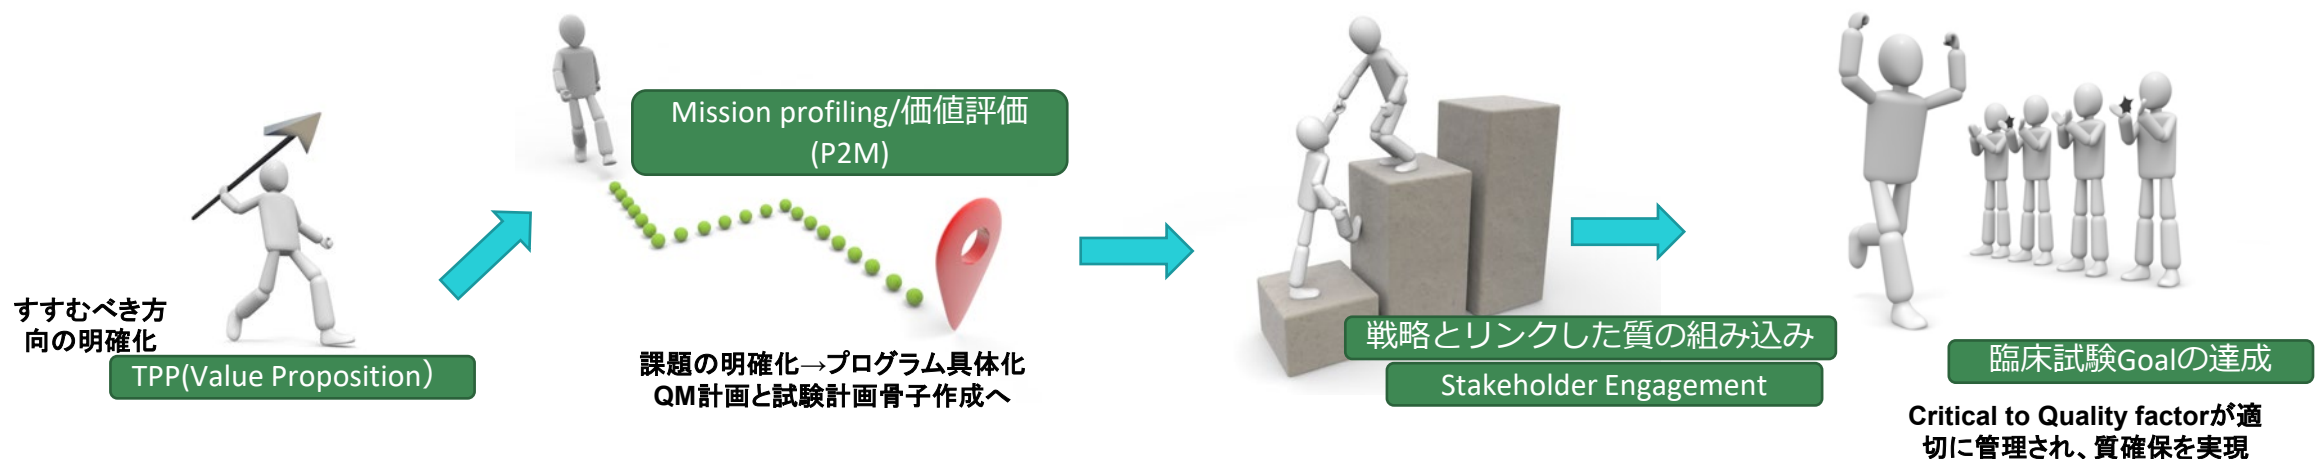 すすむべき方
向の明確化
TPP(Value Proposition）
Mission profiling/価値評価
(P2M)
課題の明確化→プログラム具体化
QM計画と試験計画骨子作成へ
戦略とリンクした質の組み込み
Stakeholder Engagement
臨床試験Goalの達成
Critical to Quality factorが適
切に管理され、質確保を実現